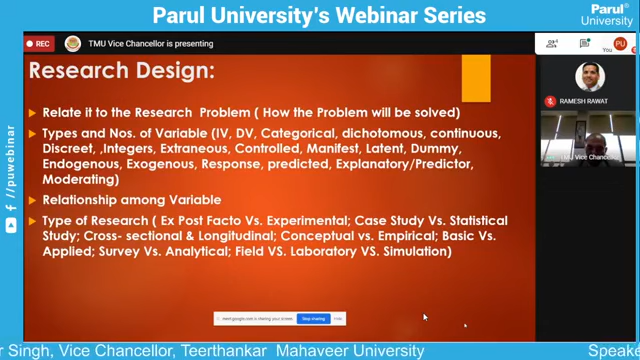 Parul University's Webinar Series
Parul®
University
REC
TMU Vice Chancellor is presenting
PU
You
Research Design:
Relate it to the Research Problem ( How the Problem will be solved)
Types and Nos. of Variable (IV, DV, Categorical, dichotomous, continuous,
Discreet, ,Integers, Extraneous, Controlled, Manifest, Latent, Dummy,
Endogenous, Exogenous, Response, predicted, Explanatory/Predictor,
Moderating)
Relationship among Variable
Type of Research ( Ex Post Facto Vs. Experimental; Case Study Vs. Statistical
Study; Cross- sectional & Longitudinal; Conceptual vs. Empirical; Basic Vs.
Applied; Survey Vs. Analytical; Field VS. Laboratory VS. Simulation)
RAMESH RAWAT
TMU Vice Chancellor
/puwebinar
meet.google.com is sharing your screen.
Stop sharing
Hide
r Singh, Vice Chancellor, Teerthankar Mahaveer University
Speake